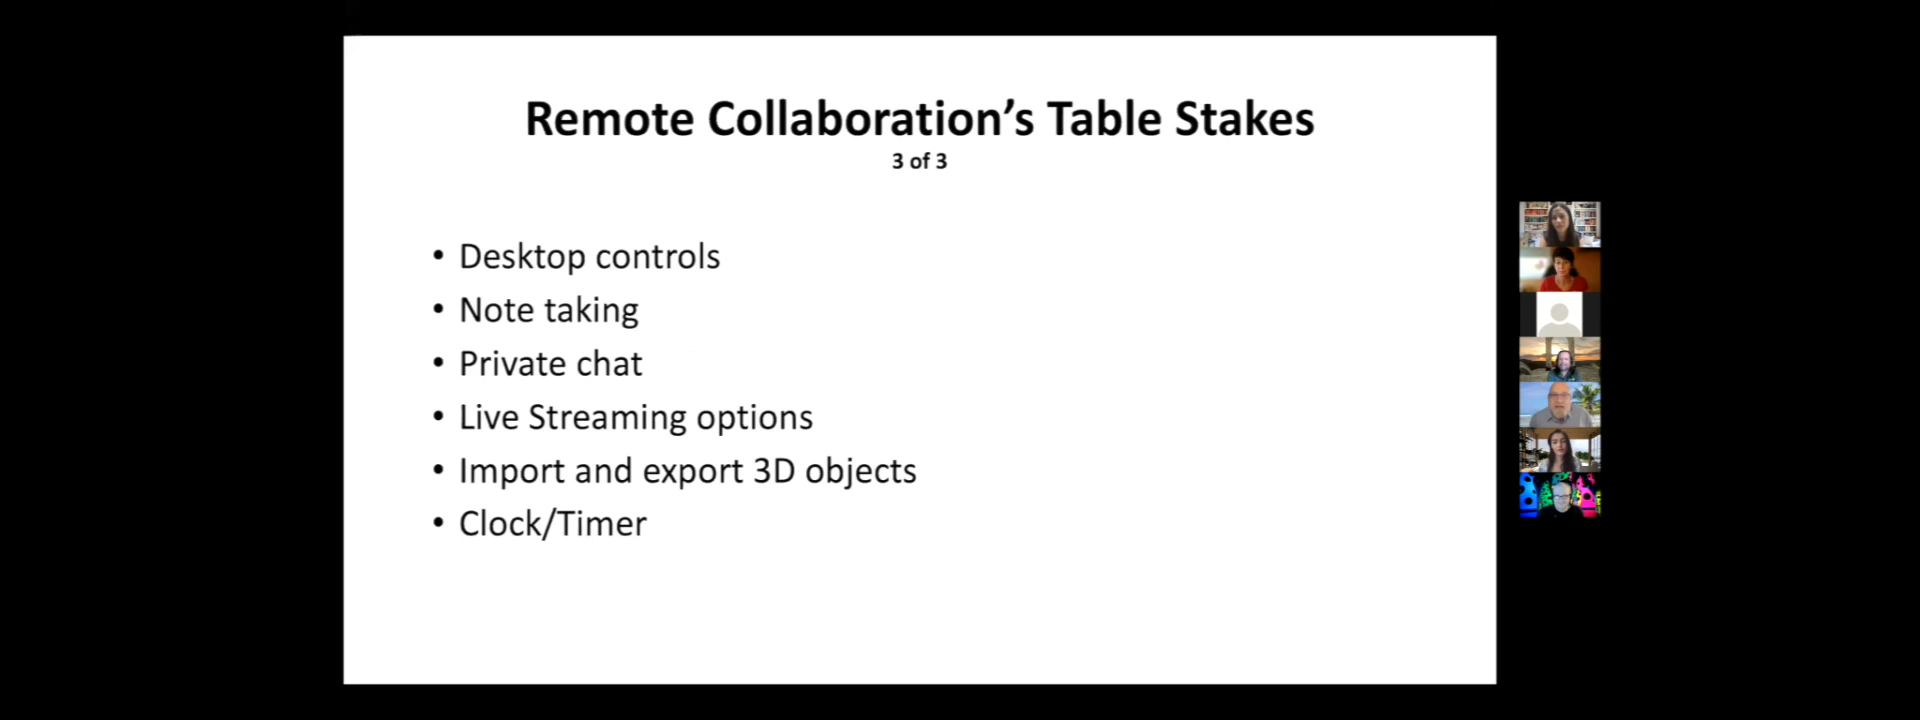 Remote Collaboration’s Table Stakes
3 of 3
• Desktop controls
• Note taking
• Private chat
• Live Streaming options
• Import and export 3D objects
• Clock/Timer